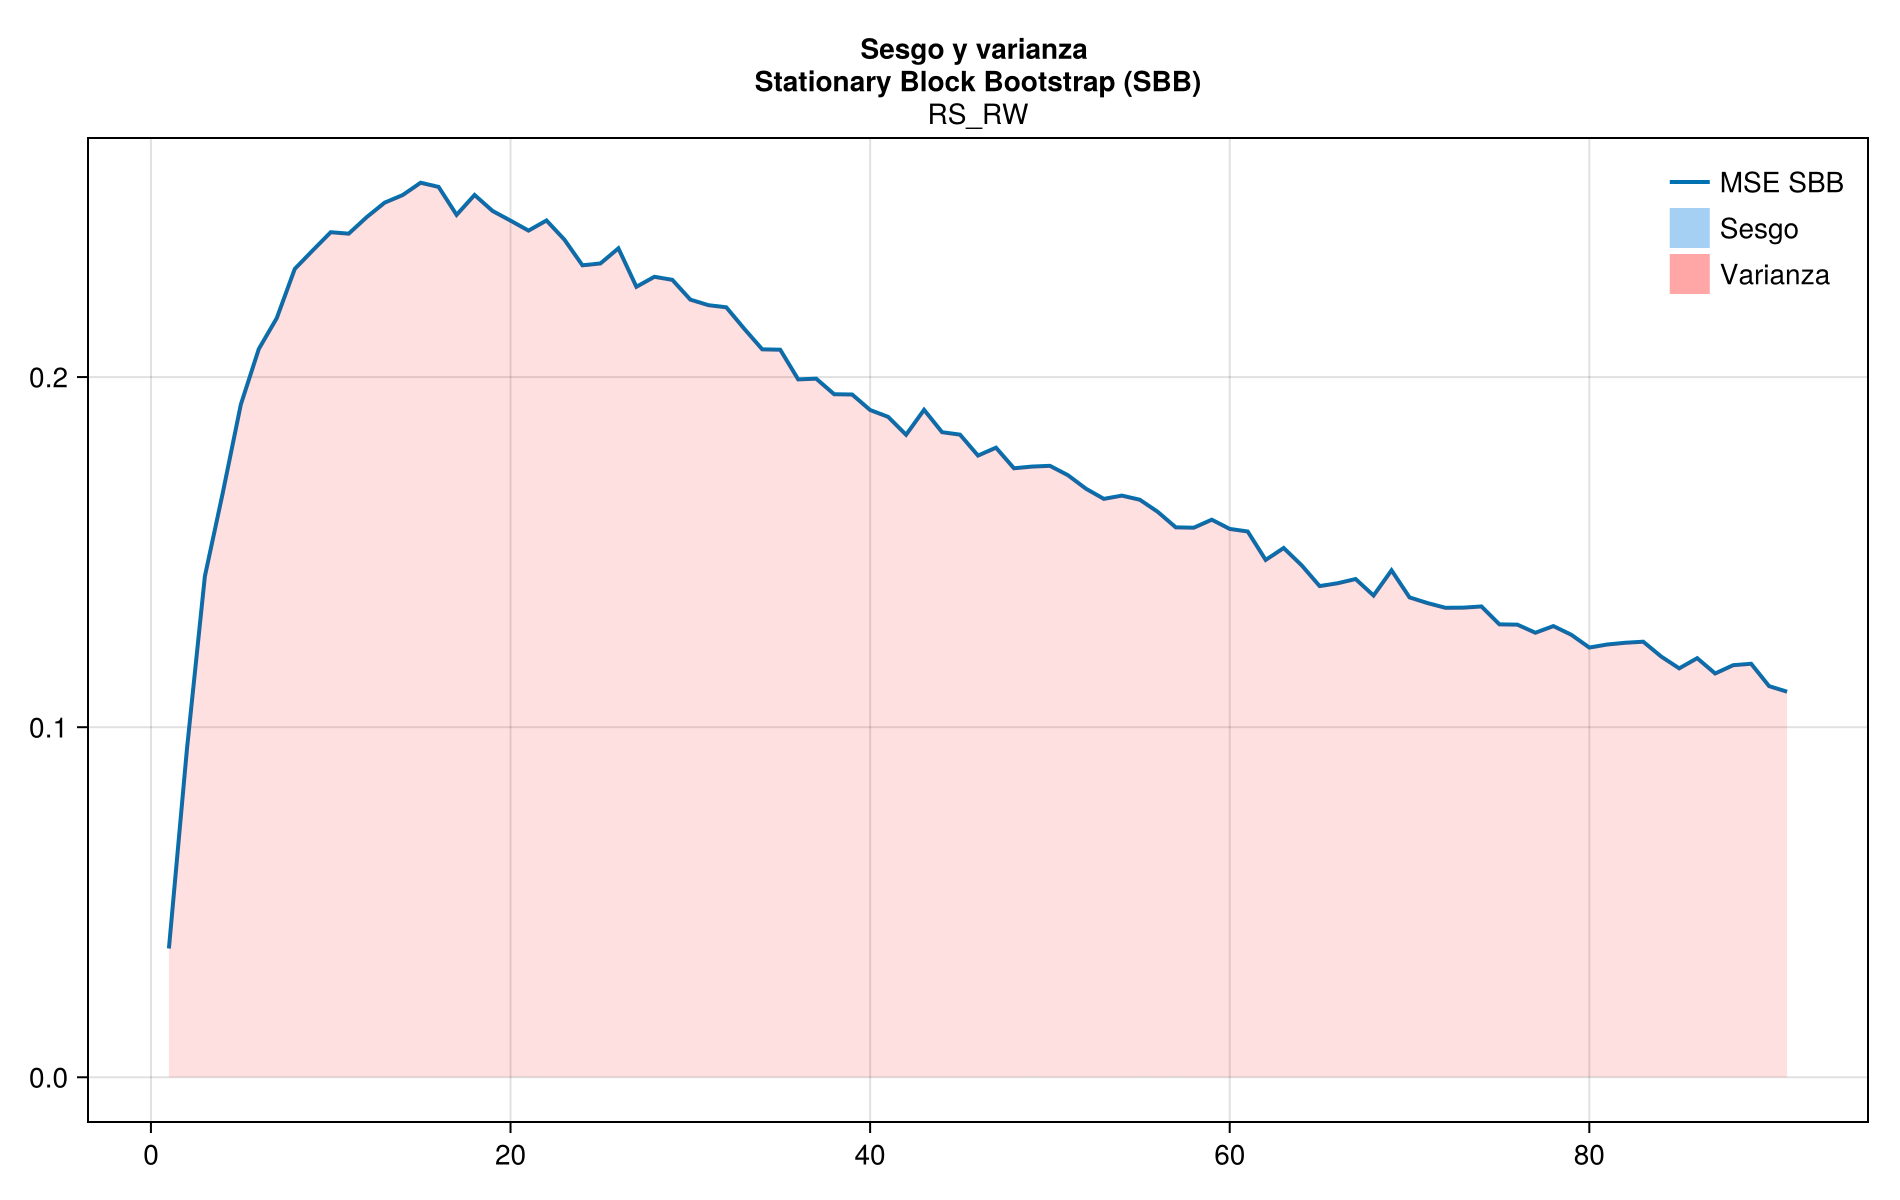 Sesgo y varianza
Stationary Block Bootstrap (SBB)
RS_RW
MSE SBB
Sesgo
Varianza
0.2
0.1
0.0
0 20 40 60 80